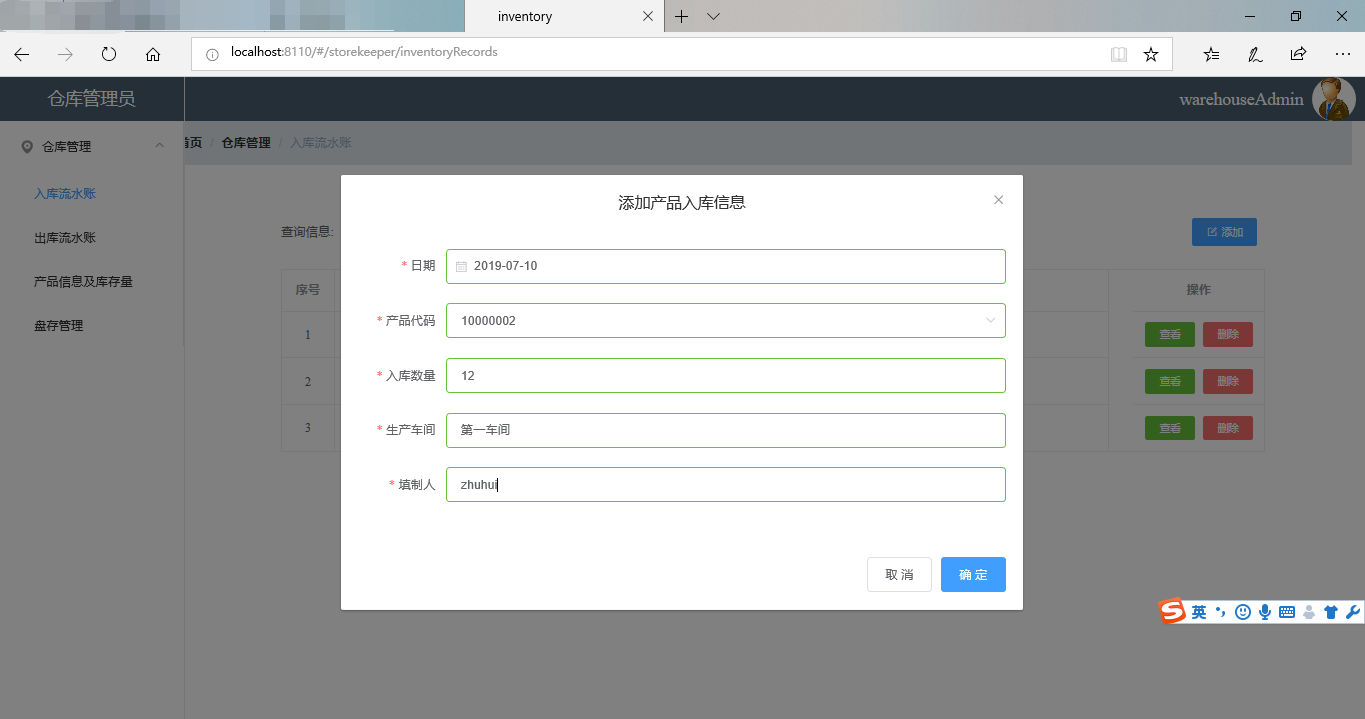 inventory
localhost:8110/#/storekeeper/inventoryRecords
仓库管理员
warehouseAdmin
仓库管理
首页 / 仓库管理 / 入库流水账
入库流水账
出库流水账
产品信息及库存量
盘存管理
查询信息:
添加
序号
操作
1
查看 删除
2
查看 删除
3
查看 删除
添加产品入库信息
* 日期 2019-07-10
* 产品代码 10000002
* 入库数量 12
* 生产车间 第一车间
* 填制人 zhuhui
取 消
确 定
S 英